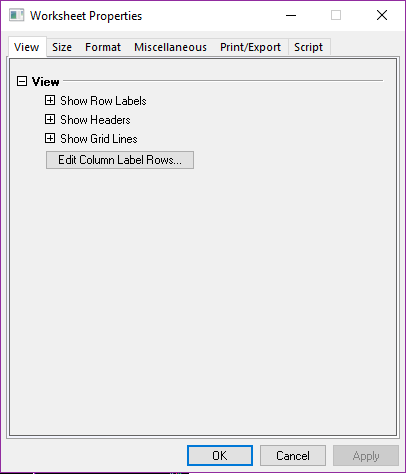 Worksheet Properties
View Size Format Miscellaneous Print/Export Script
View
Show Row Labels
Show Headers
Show Grid Lines
Edit Column Label Rows...
OK Cancel Apply